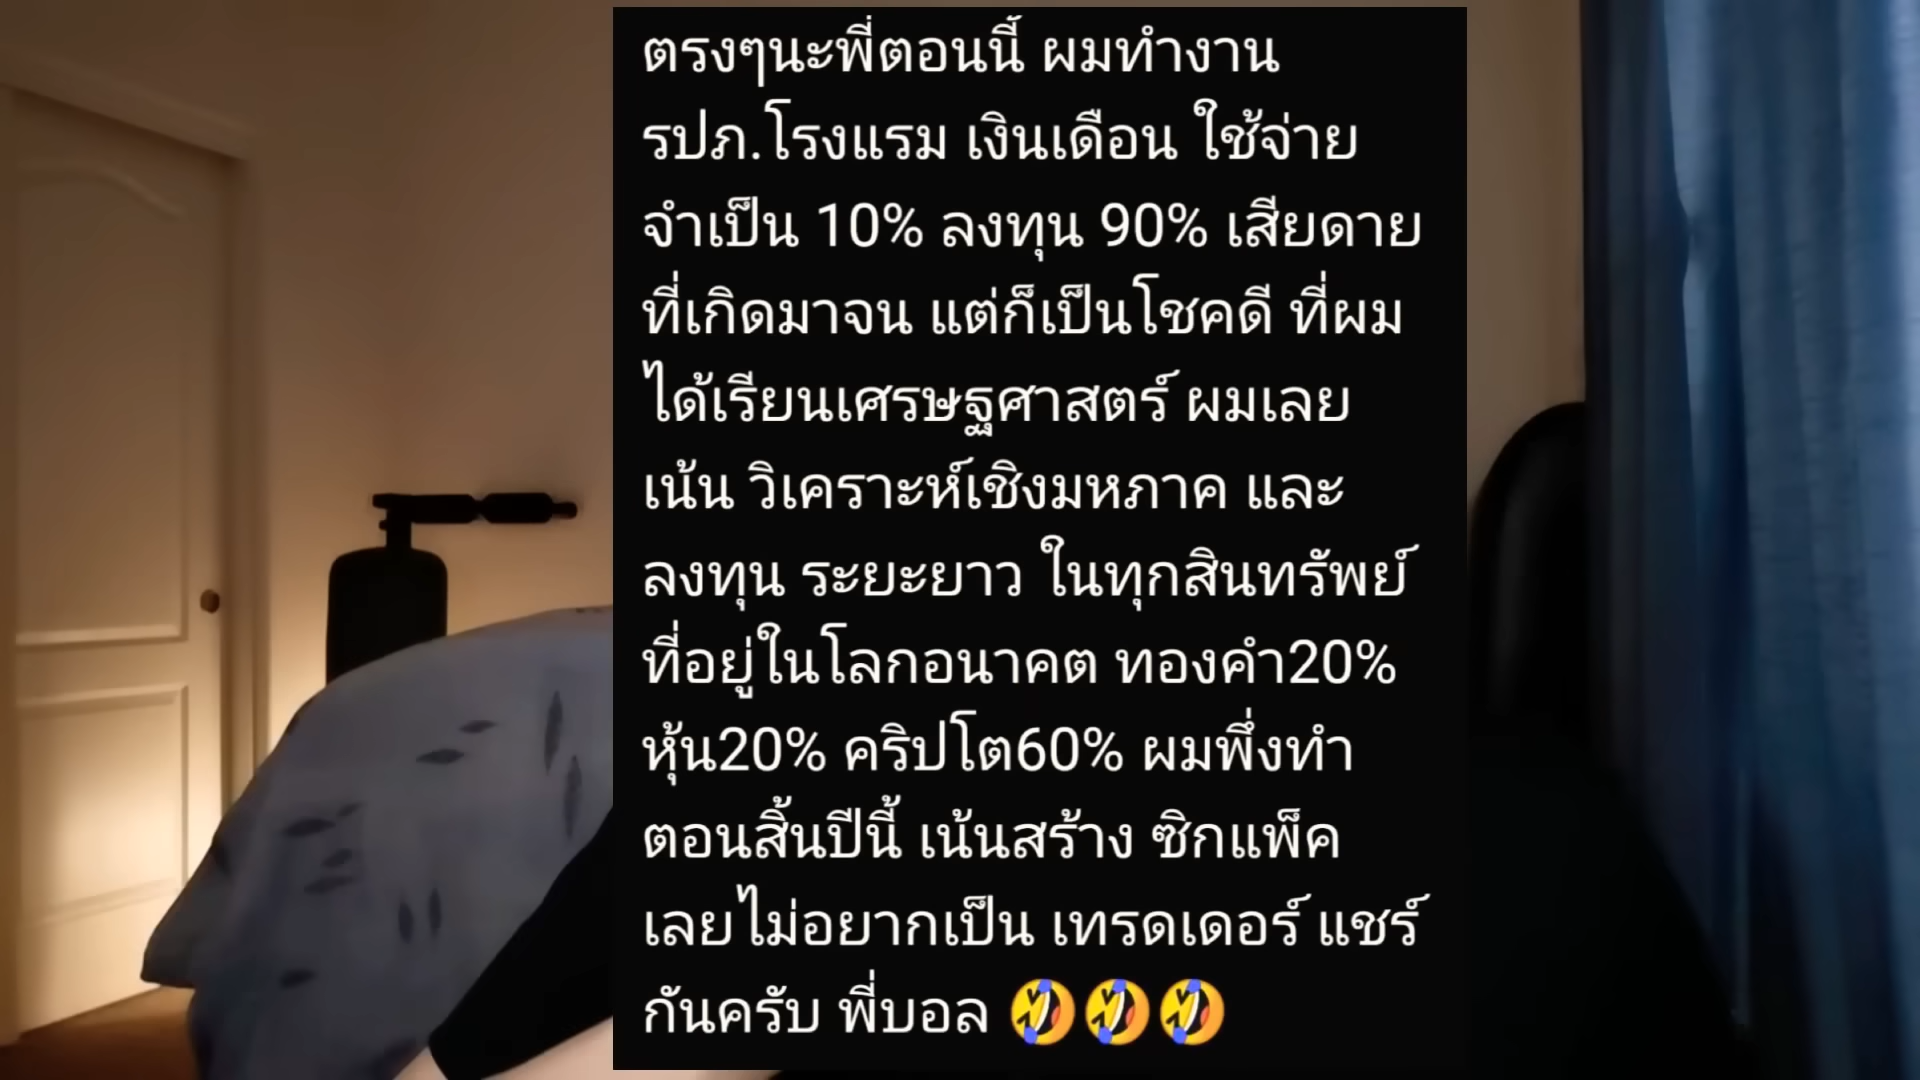 ตรงๆนะพี่ตอนนี้ ผมทำงาน
รปภ.โรงแรม เงินเดือน ใช้จ่าย
จำเป็น 10% ลงทุน 90% เสียดาย
ที่เกิดมาจน แต่ก็เป็นโชคดี ที่ผม
ได้เรียนเศรษฐศาสตร์ ผมเลย
เน้น วิเคราะห์เชิงมหภาค และ
ลงทุน ระยะยาว ในทุกสินทรัพย์
ที่อยู่ในโลกอนาคต ทองคำ20%
หุ้น20% คริปโต60% ผมพึ่งทำ
ตอนสิ้นปีนี้ เน้นสร้าง ซิกแพ็ค
เลยไม่อยากเป็น เทรดเดอร์ แชร์
กันครับ พี่บอล 🤣🤣🤣